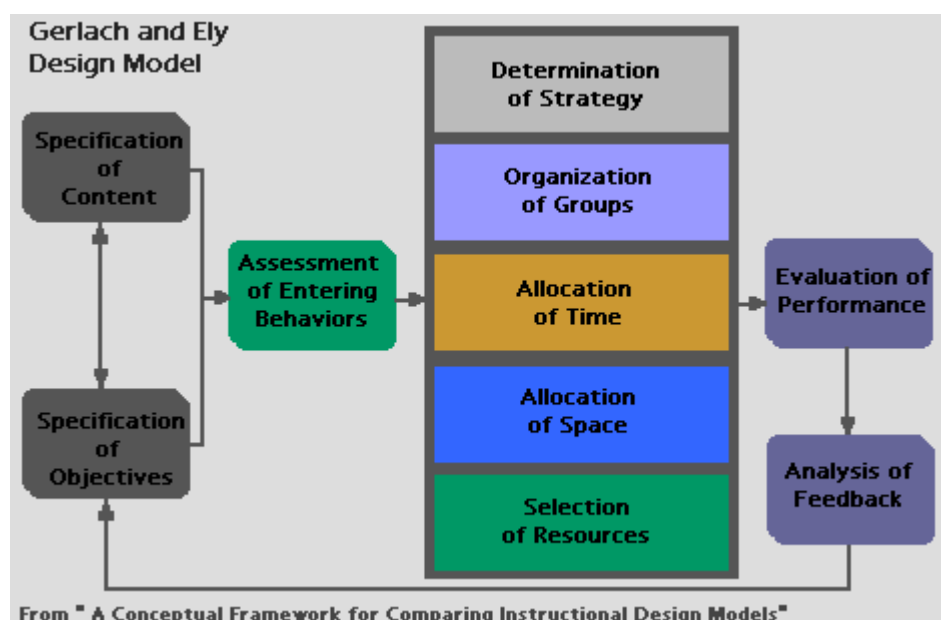 Gerlach and Ely
Design Model
Specification
of
Content
Specification
of
Objectives
Assessment
of Entering
Behaviors
Determination
of Strategy
Organization
of Groups
Allocation
of Time
Allocation
of Space
Selection
of Resources
Evaluation of
Performance
Analysis of
Feedback
From " A Conceptual Framework for Comparing Instructional Design Models"